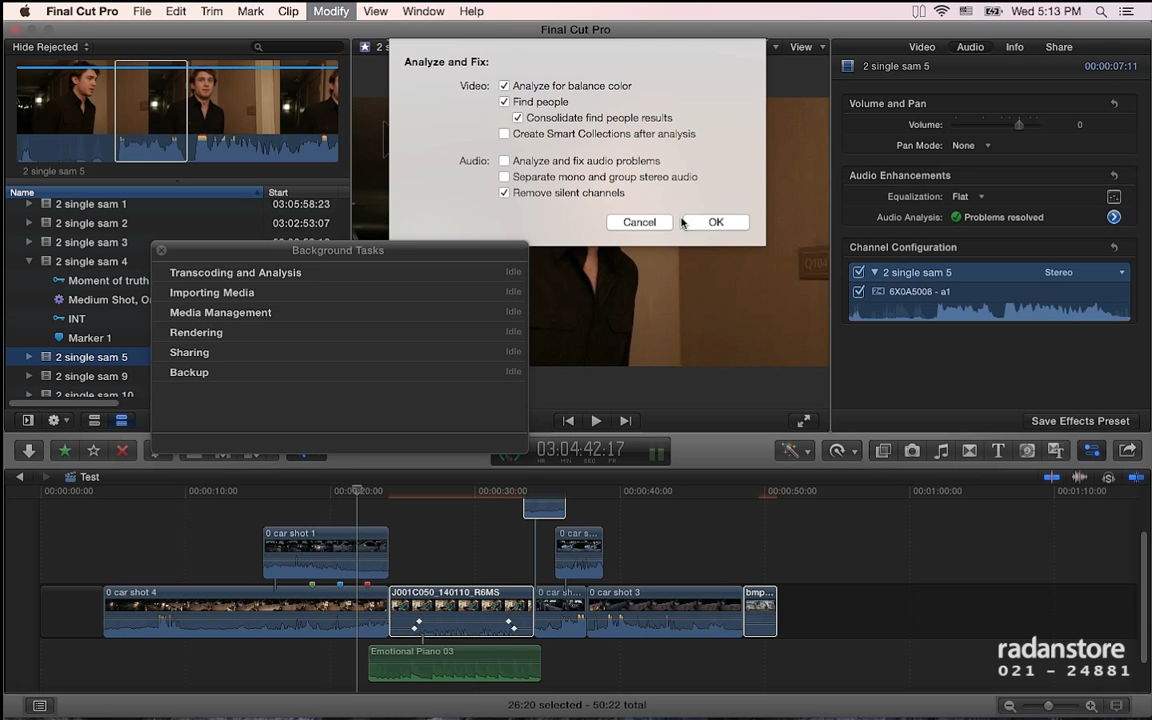 Final Cut Pro File Edit Trim Mark Clip Modify View Window Help Wed 5:13 PM
Final Cut Pro
Hide Rejected
View
Video Audio Info Share
2 single sam 5 00:00:07:11
Analyze and Fix:
Video: Analyze for balance color
Find people
Consolidate find people results
Create Smart Collections after analysis
Audio: Analyze and fix audio problems
Separate mono and group stereo audio
Remove silent channels
Cancel OK
Volume and Pan
Volume: 0
Pan Mode: None
Audio Enhancements
Equalization: Flat
Audio Analysis: Problems resolved
Channel Configuration
2 single sam 5 Stereo
6X0A5008 - a1
Save Effects Preset
2 single sam 5
Name Start
2 single sam 1 03:05:58:23
2 single sam 2 02:53:07
2 single sam 3
2 single sam 4
Moment of truth
Medium Shot,
INT
Marker 1
2 single sam 5
2 single sam 9
2 single sam 10
Background Tasks
Transcoding and Analysis Idle
Importing Media Idle
Media Management Idle
Rendering Idle
Sharing Idle
Backup Idle
03:04:42:17
HR MIN SEC FR
Test
00:00:00:00 00:00:10:00 00:00:20:00 00:00:30:00 00:00:40:00 00:00:50:00 00:01:00:00 00:01:10:00
0 car shot 1
0 car s...
0 car shot 4
J001C050_140110_R6MS
0 car sh...
0 car shot 3
bmp...
Emotional Piano 03
radanstore
021 - 24881
26:20 selected - 50:22 total